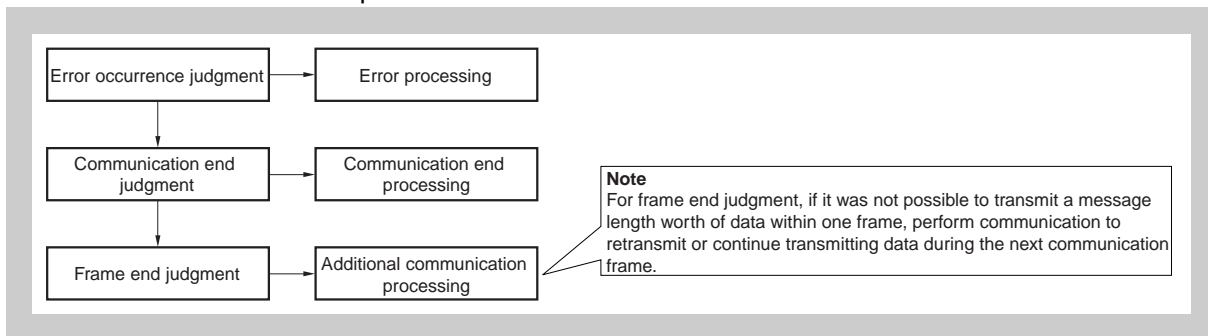 Error occurrence judgment
Error processing
Communication end
judgment
Communication end
processing
Note
For frame end judgment, if it was not possible to transmit a message
length worth of data within one frame, perform communication to
retransmit or continue transmitting data during the next communication
frame.
Frame end judgment
Additional communication
processing